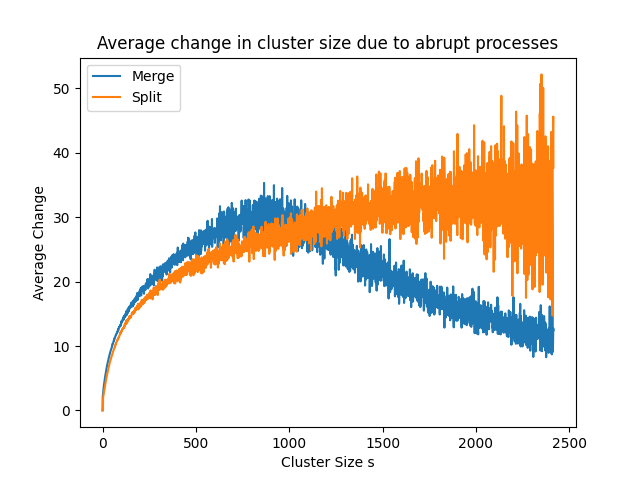 Average change in cluster size due to abrupt processes
Merge
Split
50
40
30
20
10
0
Average Change
0 500 1000 1500 2000 2500
Cluster Size s